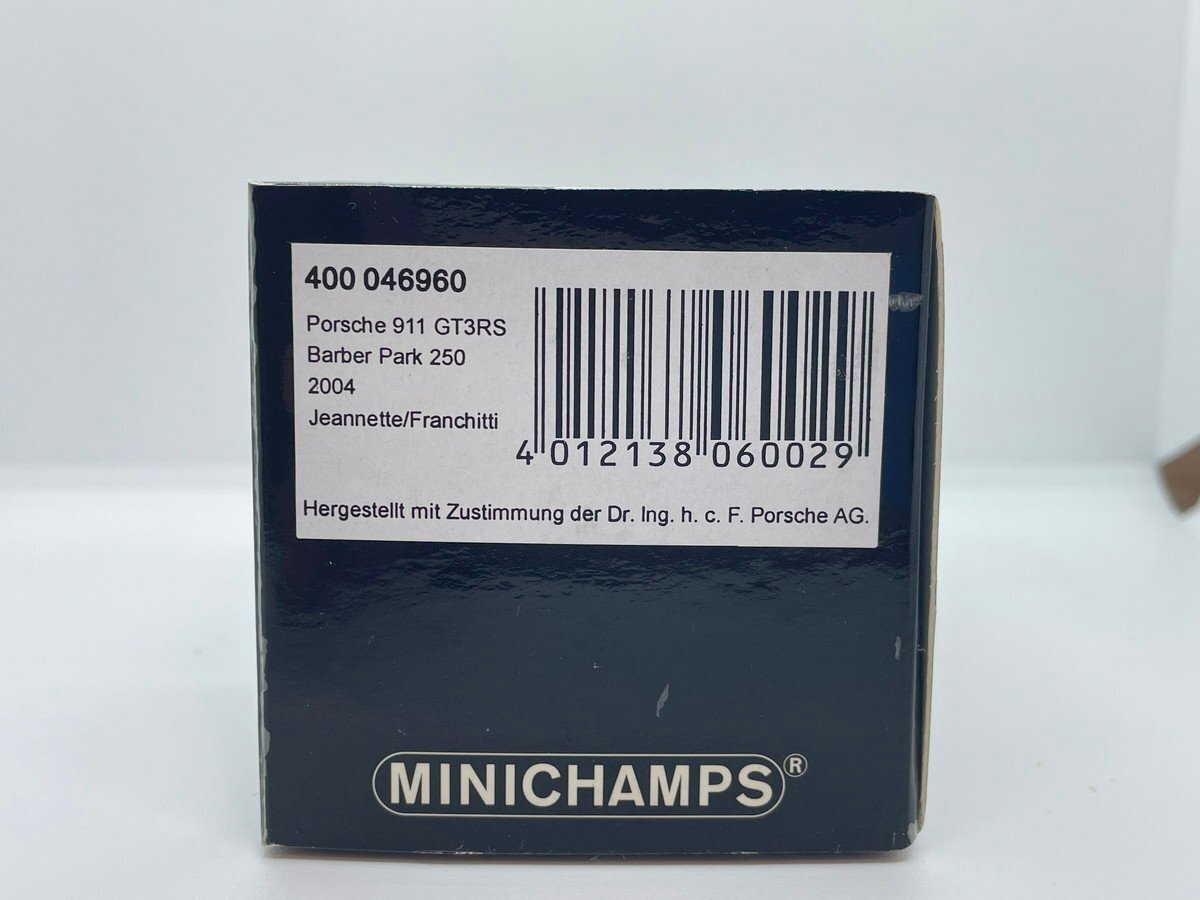 400 046960
Porsche 911 GT3RS
Barber Park 250
2004
Jeannette/Franchitti
4 012138 060029
Hergestellt mit Zustimmung der Dr. Ing. h. c. F. Porsche AG.
MINICHAMPS®